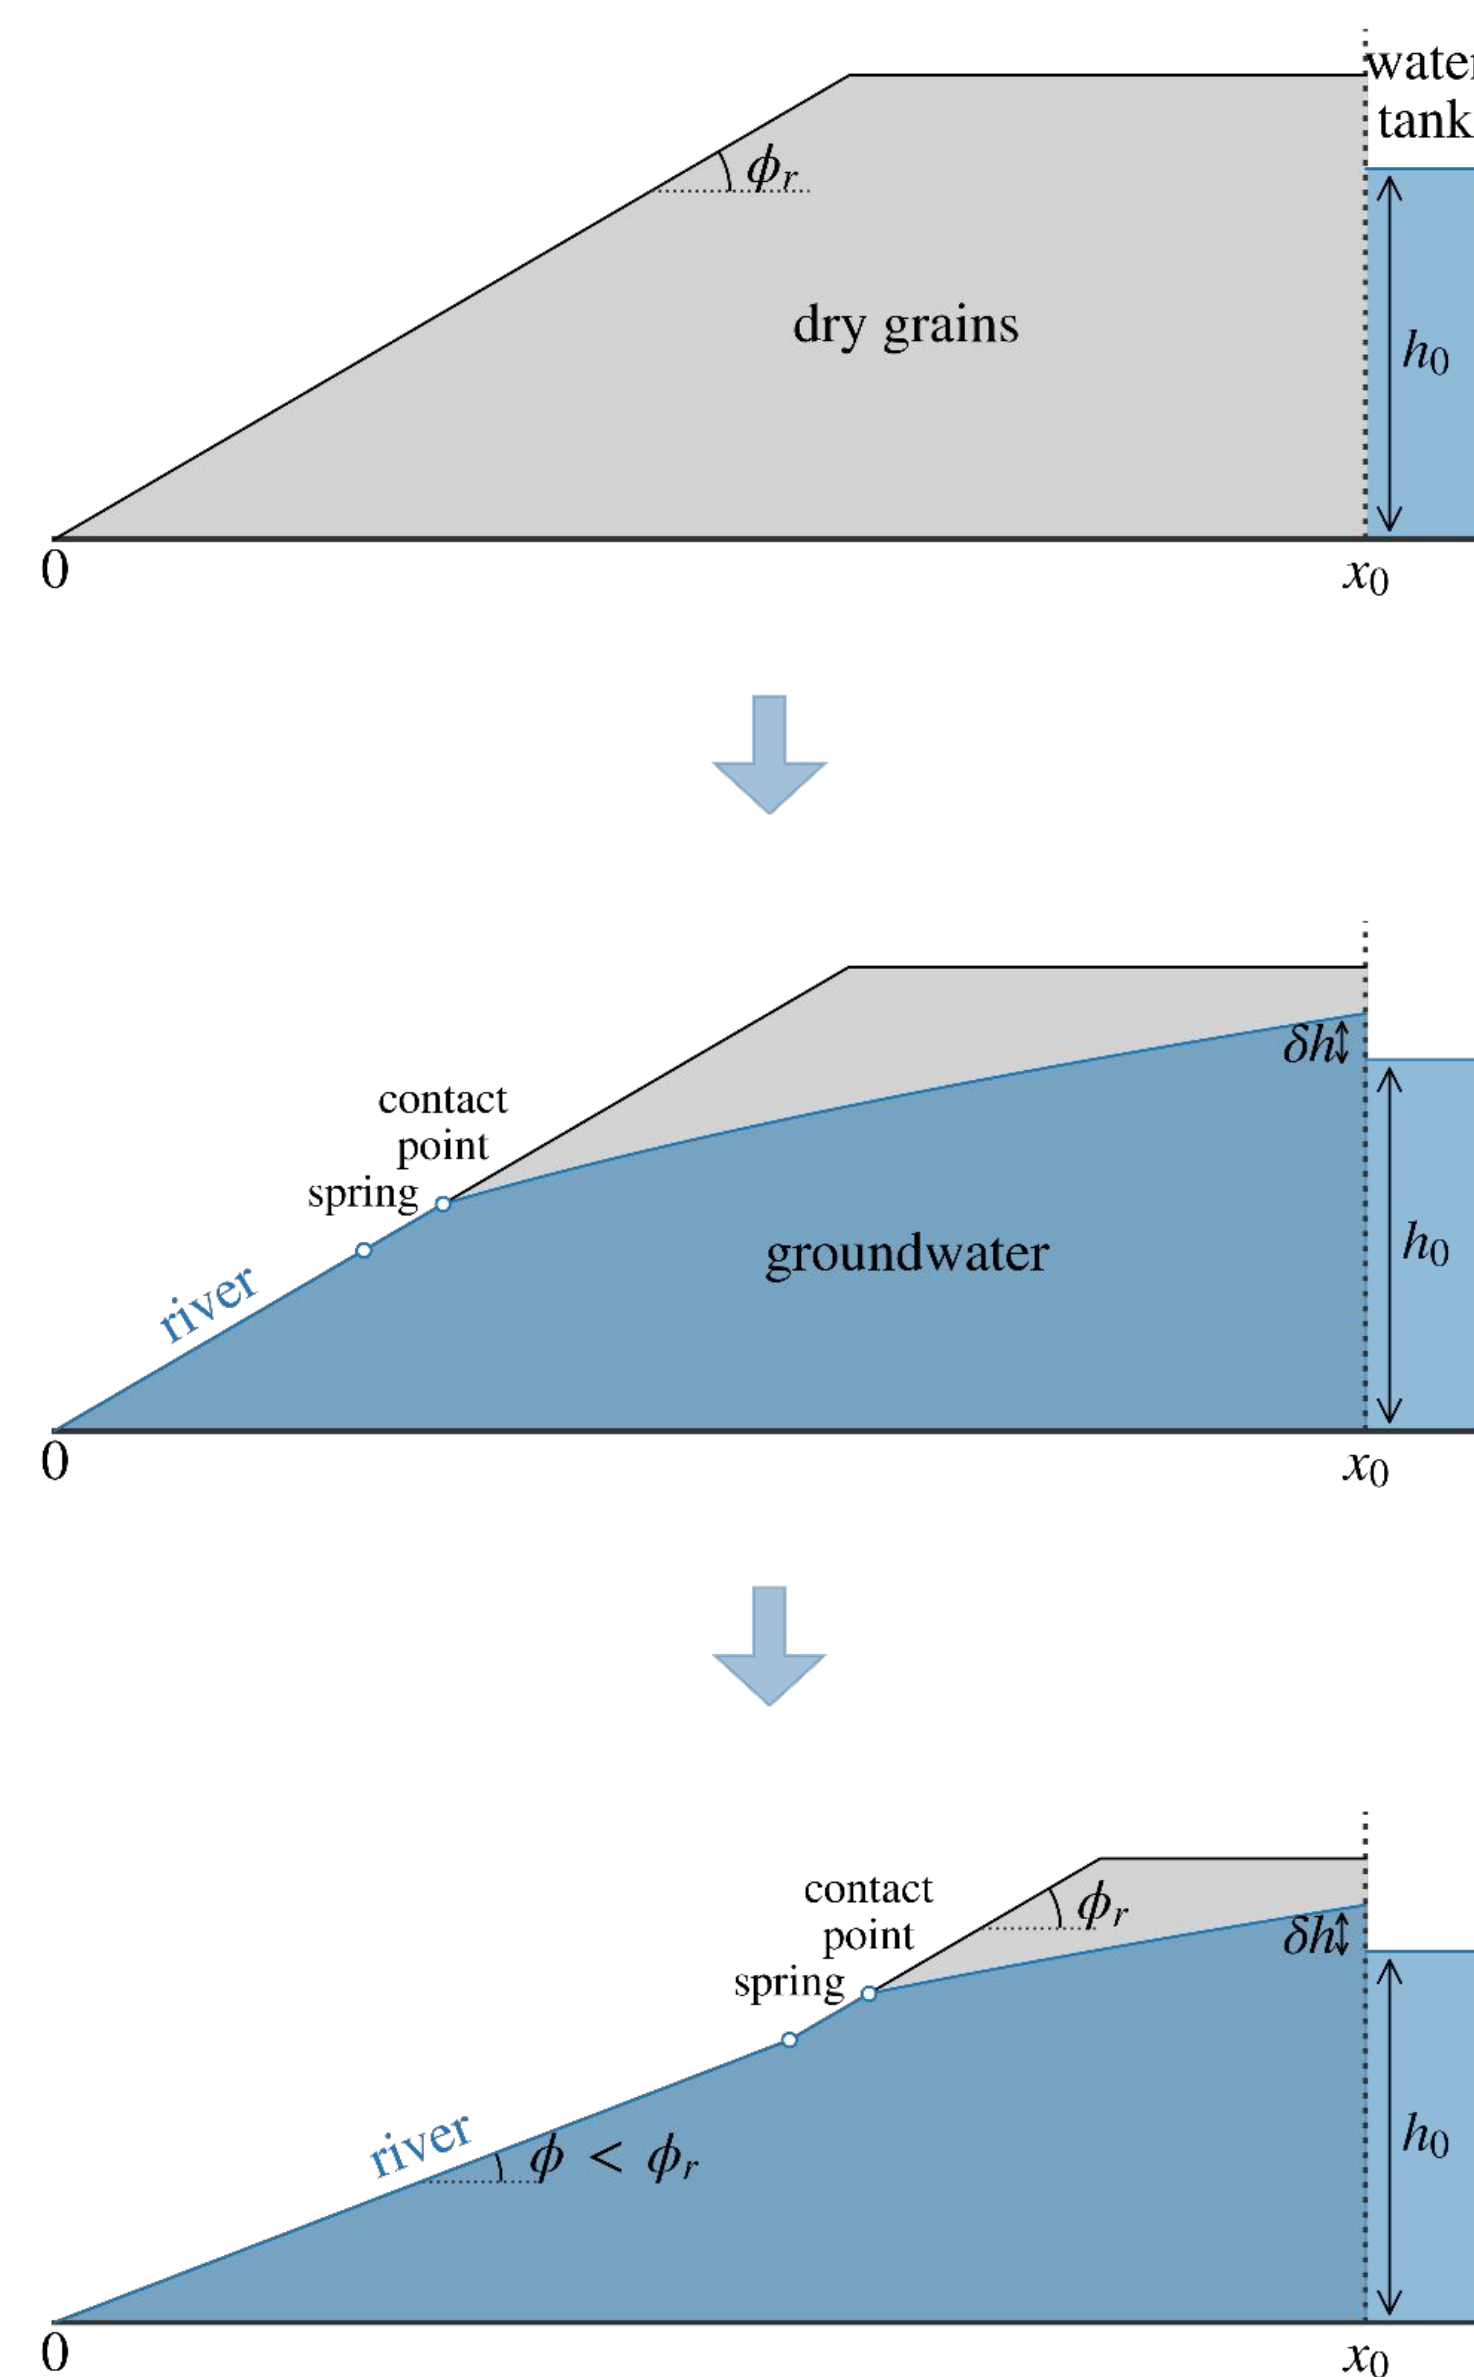 water
tank
ϕr
dry grains
h0
0
x0
contact
point
spring
river
groundwater
δh
h0
0
x0
contact
point
spring
ϕr
δh
river
ϕ < ϕr
h0
0
x0